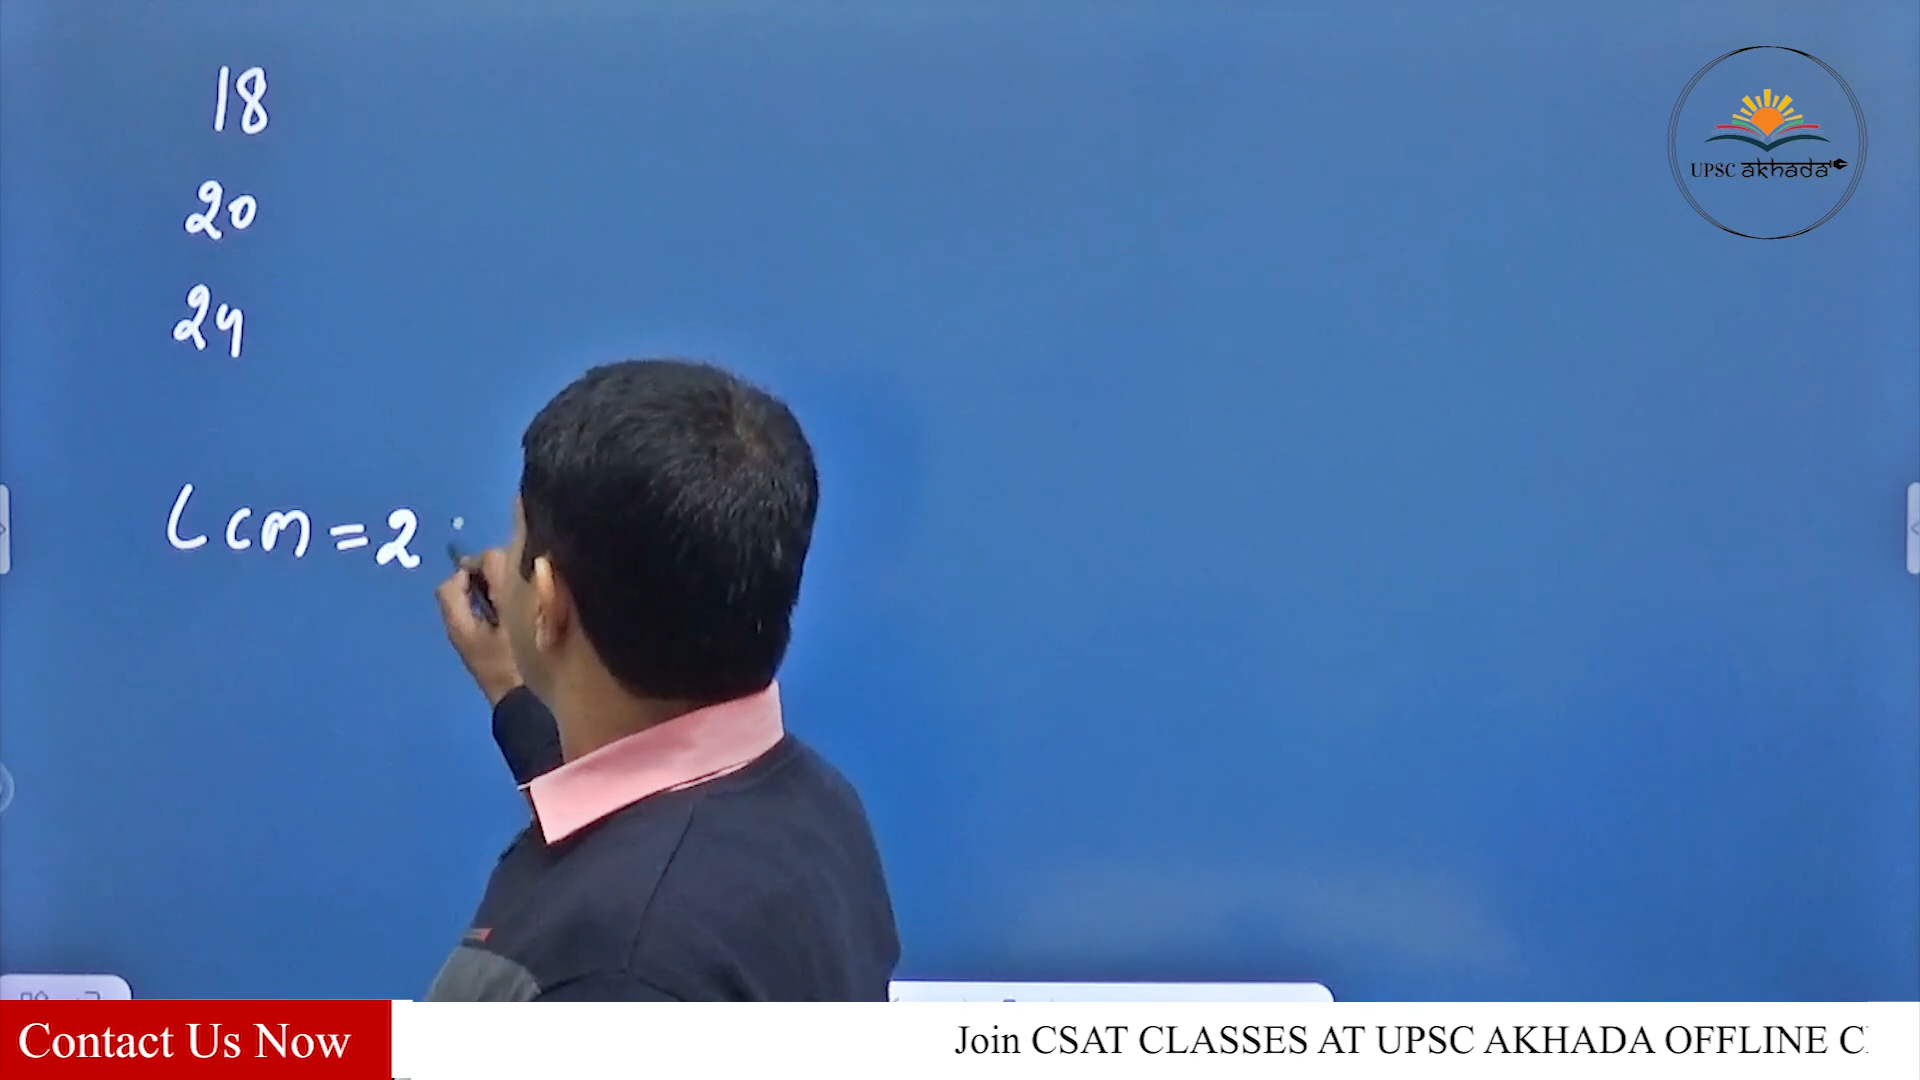 18
20
24
LCM = 2
UPSC akhada
Contact Us Now
Join CSAT CLASSES AT UPSC AKHADA OFFLINE C